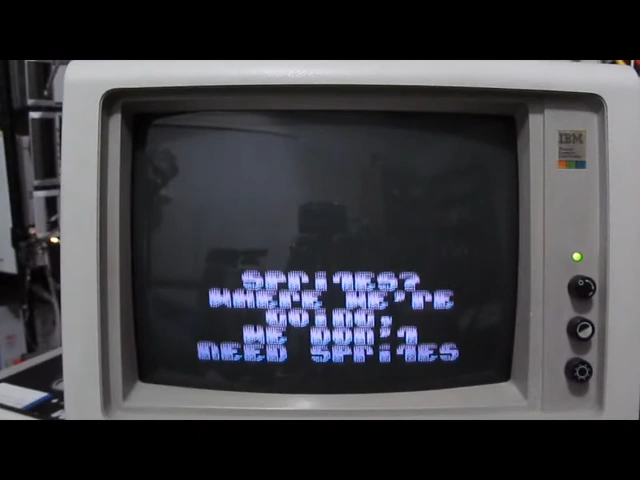 SPRiTES?
WHERE WE'RE
GOiNG,
WE DON'T
NEED SPRiTES
IBM